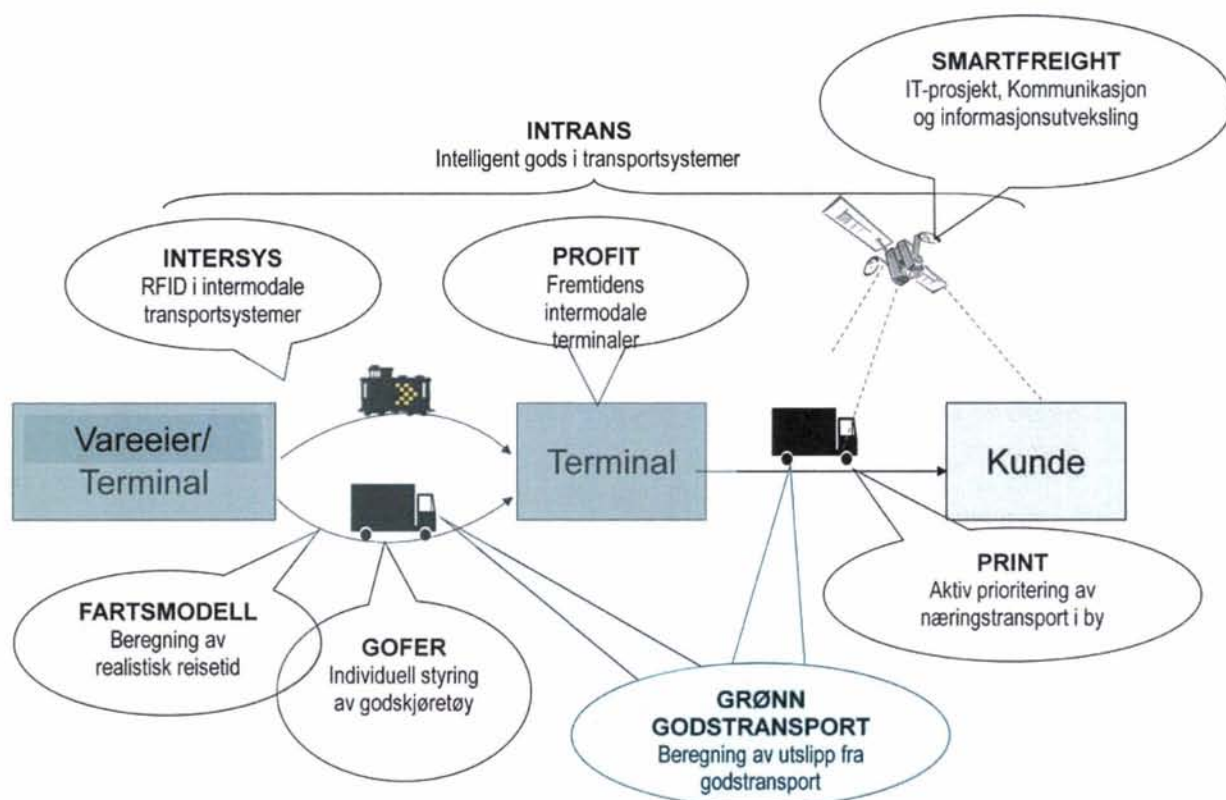 SMARTFREIGHT
IT-prosjekt, Kommunikasjon
og informasjonsutveksling
INTRANS
Intelligent gods i transportsystemer
INTERSYS
RFID i intermodale
transportsystemer
PROFIT
Fremtidens
intermodale
terminaler
Vareeier/
Terminal
Terminal
Kunde
FARTSMODELL
Beregning av
realistisk reisetid
GOFER
Individuell styring
av godskjøretøy
PRINT
Aktiv prioritering av
næringstransport i by
GRØNN
GODSTRANSPORT
Beregning av utslipp fra
godstransport